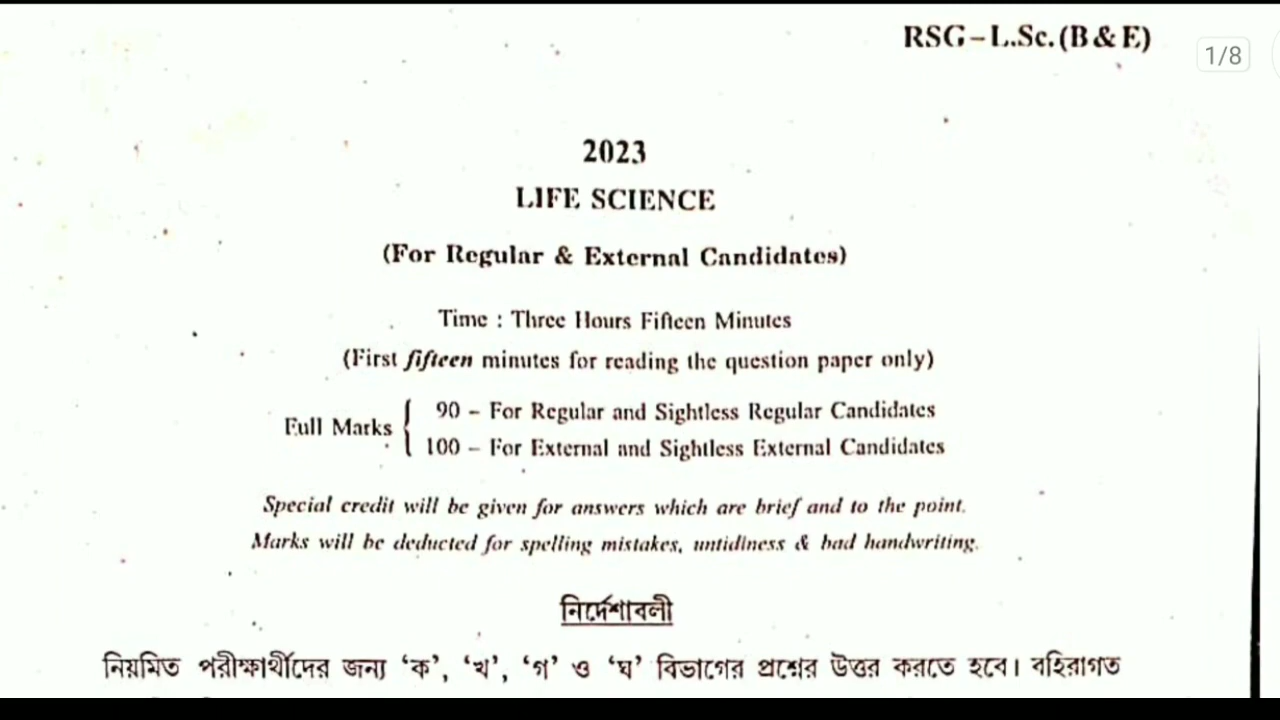 RSG–L.Sc.(B & E)
1/8
2023
LIFE SCIENCE
(For Regular & External Candidates)
Time : Three Hours Fifteen Minutes
(First fifteen minutes for reading the question paper only)
Full Marks { 90 – For Regular and Sightless Regular Candidates
100 – For External and Sightless External Candidates
Special credit will be given for answers which are brief and to the point.
Marks will be deducted for spelling mistakes, untidiness & bad handwriting.
নির্দেশাবলী
নিয়মিত পরীক্ষার্থীদের জন্য ‘ক’, ‘খ’, ‘গ’ ও ‘ঘ’ বিভাগের প্রশ্নের উত্তর করতে হবে। বহিরাগত